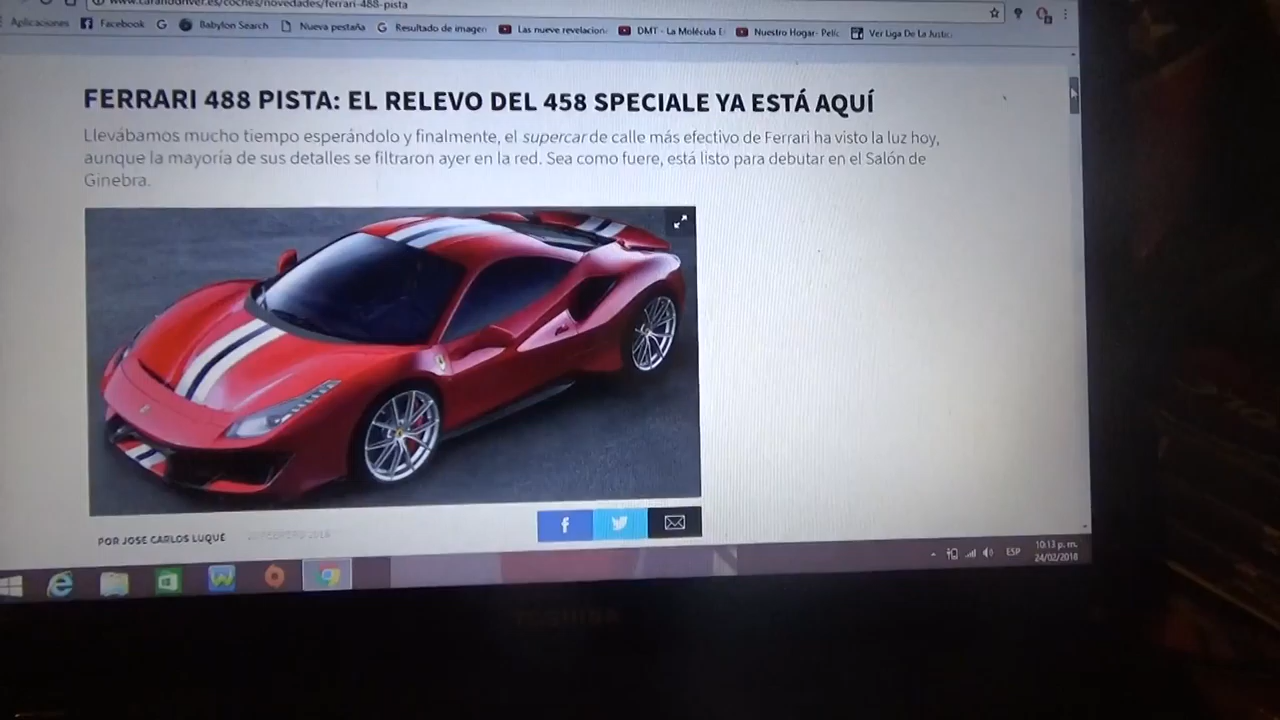 www.caranddriver.es/coches/novedades/ferrari-488-pista
Aplicaciones Facebook Babylon Search Nueva pestaña Resultado de imagen Las nueve revelacion DMT - La Molécula D Nuestro Hogar- Pelíc Ver Liga De La Justic
FERRARI 488 PISTA: EL RELEVO DEL 458 SPECIALE YA ESTÁ AQUÍ
Llevábamos mucho tiempo esperándolo y finalmente, el supercar de calle más efectivo de Ferrari ha visto la luz hoy,
aunque la mayoría de sus detalles se filtraron ayer en la red. Sea como fuere, está listo para debutar en el Salón de
Ginebra.
POR JOSE CARLOS LUQUE
ESP
10:13 p. m.
24/02/2018
TOSHIBA